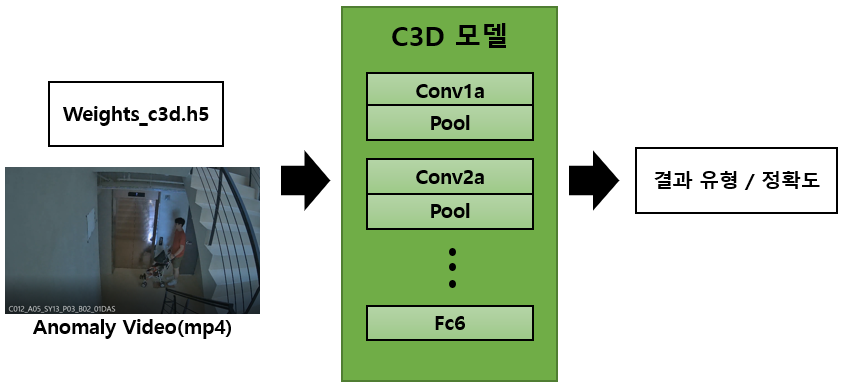 Weights_c3d.h5
C012_A05_SY13_P03_B02_01DAS
Anomaly Video(mp4)
C3D 모델
Conv1a
Pool
Conv2a
Pool
Fc6
결과 유형 / 정확도